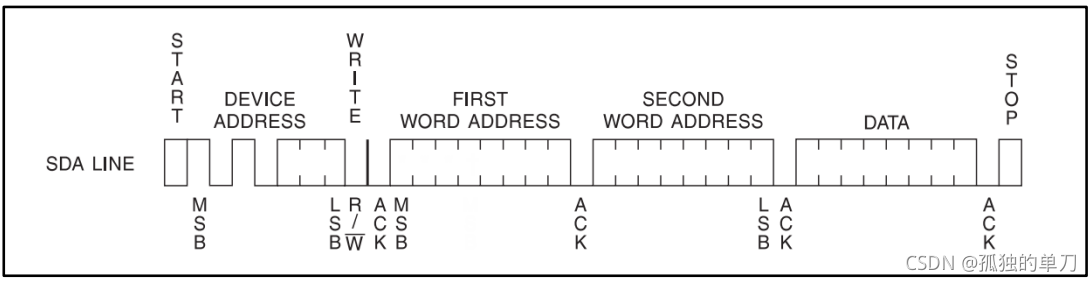 START
WRITE
STOP
DEVICE
ADDRESS
FIRST
WORD ADDRESS
SECOND
WORD ADDRESS
DATA
SDA LINE
MSB
LSB
R/W̅
ACK
MSB
ACK
LSB
ACK
ACK
CSDN @孤独的单刀